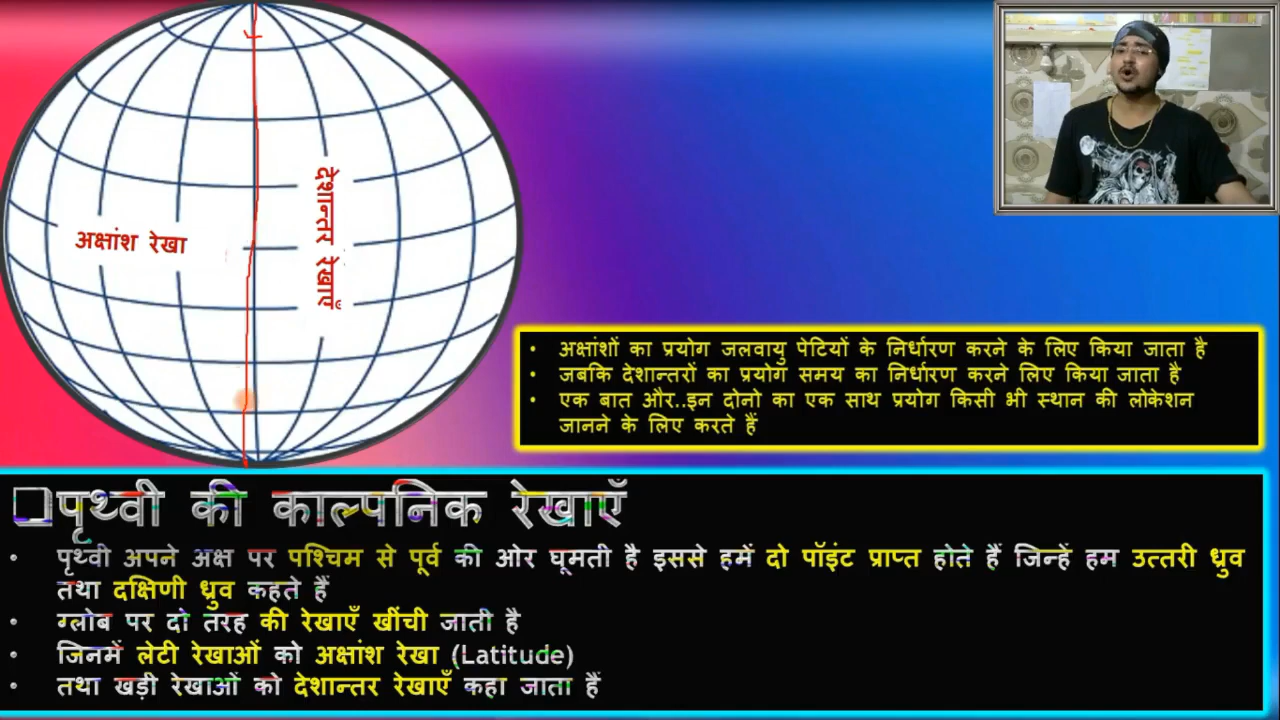 अक्षांश रेखा
देशान्तर रेखाएँ
• अक्षांशों का प्रयोग जलवायु पेटियों के निर्धारण करने के लिए किया जाता है
• जबकि देशान्तरों का प्रयोग समय का निर्धारण करने लिए किया जाता है
• एक बात और..इन दोनो का एक साथ प्रयोग किसी भी स्थान की लोकेशन
जानने के लिए करते हैं
❑पृथ्वी की काल्पनिक रेखाएँ
• पृथ्वी अपने अक्ष पर पश्चिम से पूर्व की ओर घूमती है इससे हमें दो पॉइंट प्राप्त होते हैं जिन्हें हम उत्तरी ध्रुव
तथा दक्षिणी ध्रुव कहते हैं
• ग्लोब पर दो तरह की रेखाएँ खींची जाती है
• जिनमें लेटी रेखाओं को अक्षांश रेखा (Latitude)
• तथा खड़ी रेखाओं को देशान्तर रेखाएँ कहा जाता हैं